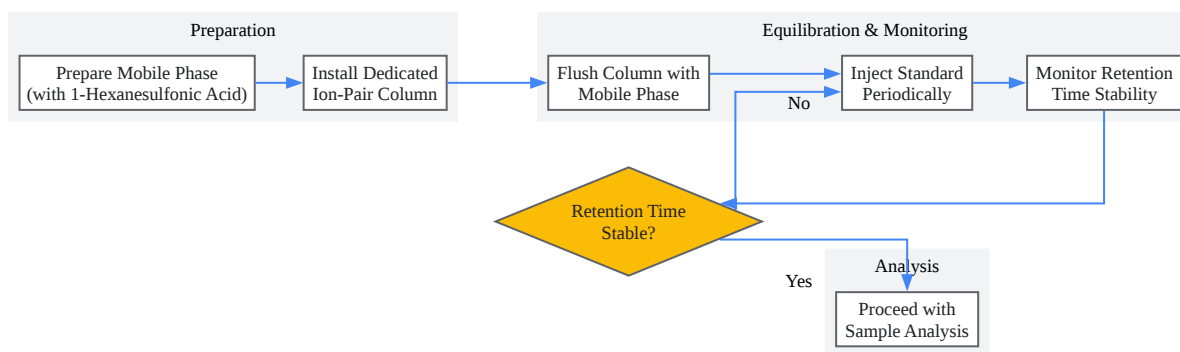 Preparation
Prepare Mobile Phase
(with 1-Hexanesulfonic Acid)
Install Dedicated
Ion-Pair Column
Equilibration & Monitoring
Flush Column with
Mobile Phase
Inject Standard
Periodically
Monitor Retention
Time Stability
No
Retention Time
Stable?
Yes
Analysis
Proceed with
Sample Analysis